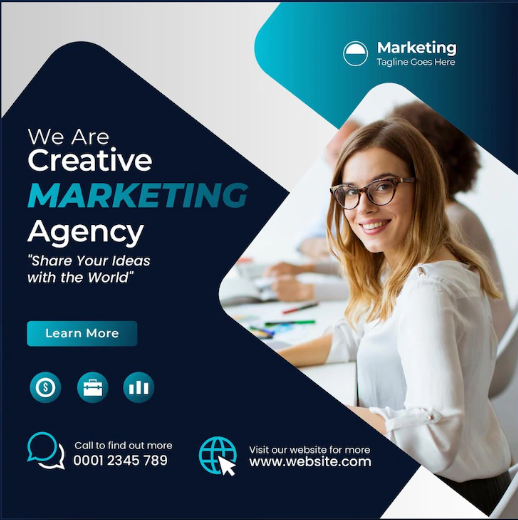 Marketing
Tagline Goes Here
We Are
Creative
MARKETING
Agency
"Share Your Ideas
with the World"
Learn More
$
Call to find out more
0001 2345 789
Visit our website for more
www.website.com